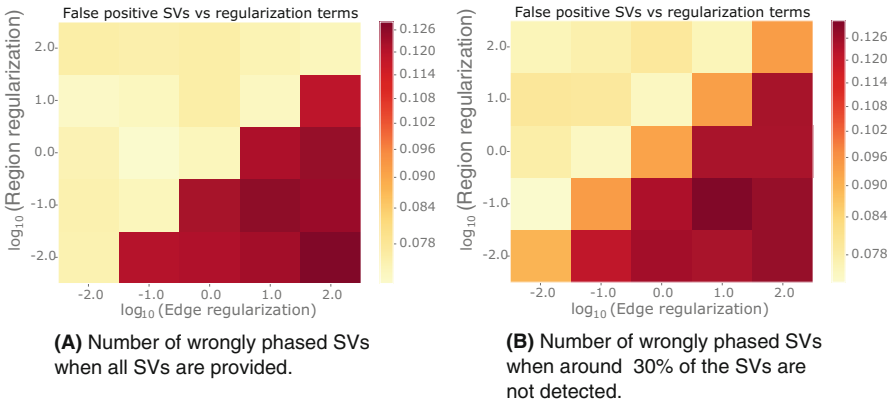 False positive SVs vs regularization terms
log10(Region regularization)
2.0
1.0
0.0
-1.0
-2.0
-2.0 -1.0 0.0 1.0 2.0
log10(Edge regularization)
0.126
0.120
0.114
0.108
0.102
0.096
0.090
0.084
0.078
(A) Number of wrongly phased SVs
when all SVs are provided.
False positive SVs vs regularization terms
log10(Region regularization)
2.0
1.0
0.0
-1.0
-2.0
-2.0 -1.0 0.0 1.0 2.0
log10(Edge regularization)
0.126
0.120
0.114
0.108
0.102
0.096
0.090
0.084
0.078
(B) Number of wrongly phased SVs
when around 30% of the SVs are
not detected.